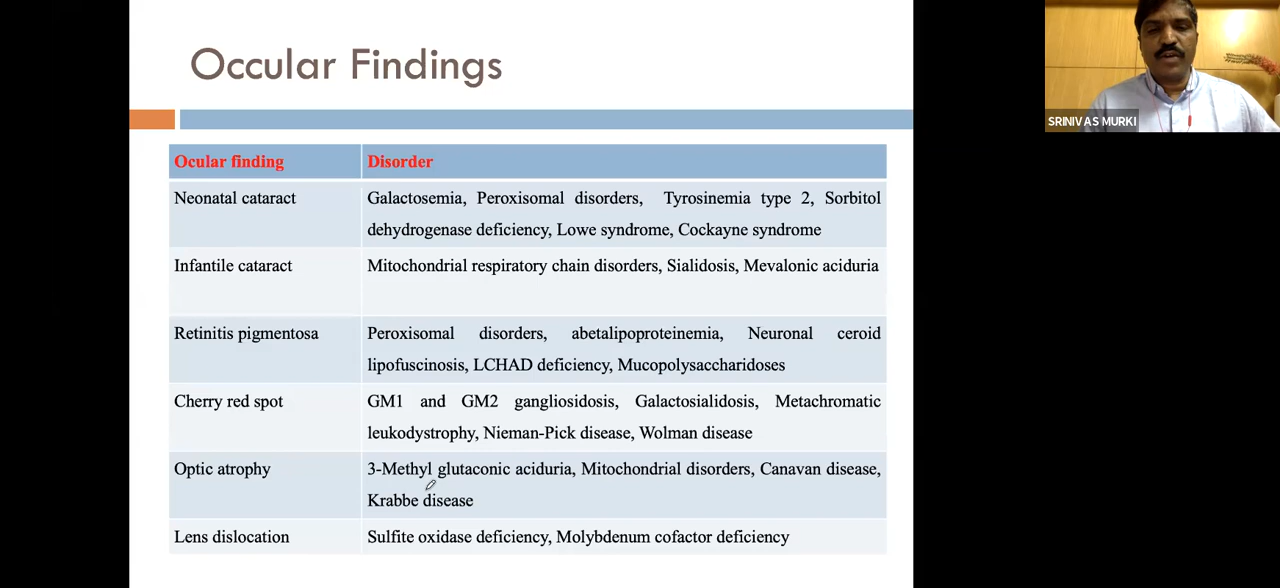 Occular Findings
SRINIVAS MURKI
Ocular finding Disorder
Neonatal cataract Galactosemia, Peroxisomal disorders, Tyrosinemia type 2, Sorbitol
dehydrogenase deficiency, Lowe syndrome, Cockayne syndrome
Infantile cataract Mitochondrial respiratory chain disorders, Sialidosis, Mevalonic aciduria
Retinitis pigmentosa Peroxisomal disorders, abetalipoproteinemia, Neuronal ceroid
lipofuscinosis, LCHAD deficiency, Mucopolysaccharidoses
Cherry red spot GM1 and GM2 gangliosidosis, Galactosialidosis, Metachromatic
leukodystrophy, Nieman-Pick disease, Wolman disease
Optic atrophy 3-Methyl glutaconic aciduria, Mitochondrial disorders, Canavan disease,
Krabbe disease
Lens dislocation Sulfite oxidase deficiency, Molybdenum cofactor deficiency